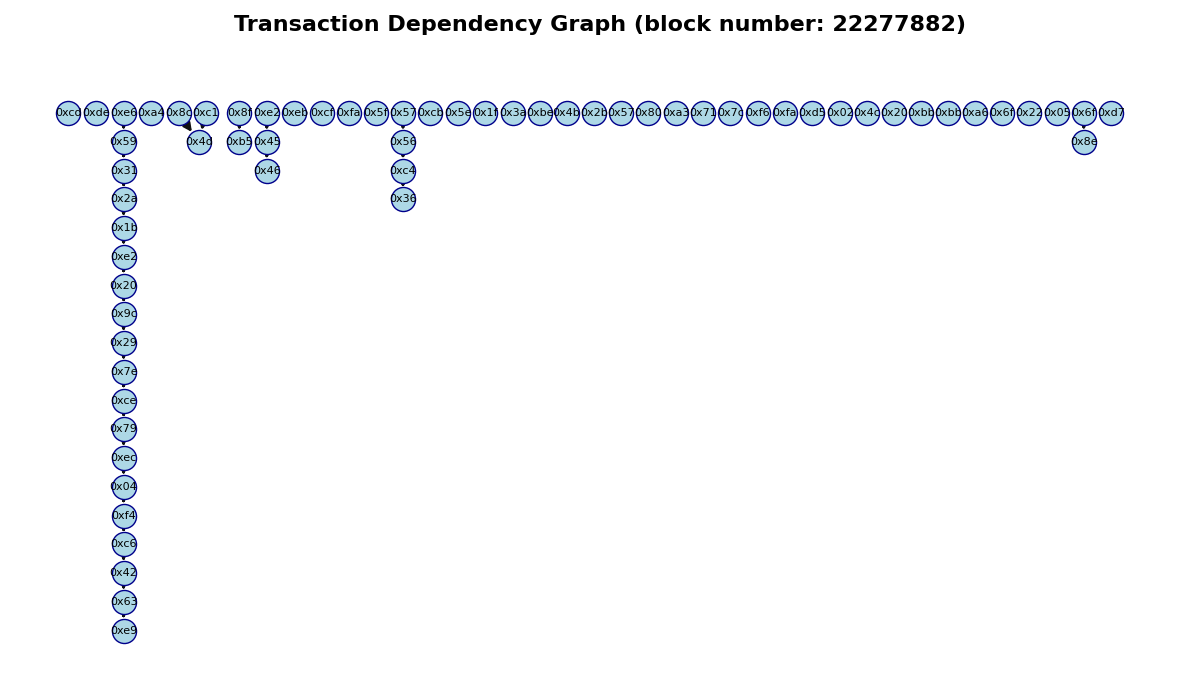 Transaction Dependency Graph (block number: 22277882)
0xcd 0xde 0xe6 0xa4 0x8c 0xc1 0x8f 0xe2 0xeb 0xcf 0xfa 0x5f 0x57 0xcb 0x5e 0x1f 0x3a 0xbe 0x4b 0x2b 0x57 0x80 0xa3 0x71 0x7c 0xf6 0xfa 0xd5 0x02 0x4c 0x20 0xbb 0xbb 0xa6 0x6f 0x22 0x05 0x6f 0xd7
0x59 0x4d 0xb5 0x45 0x56 0x8e
0x31 0x46 0xc4
0x2a 0x36
0x1b
0xe2
0x20
0x9c
0x29
0x7e
0xce
0x79
0xec
0x04
0xf4
0xc6
0x42
0x63
0xe9